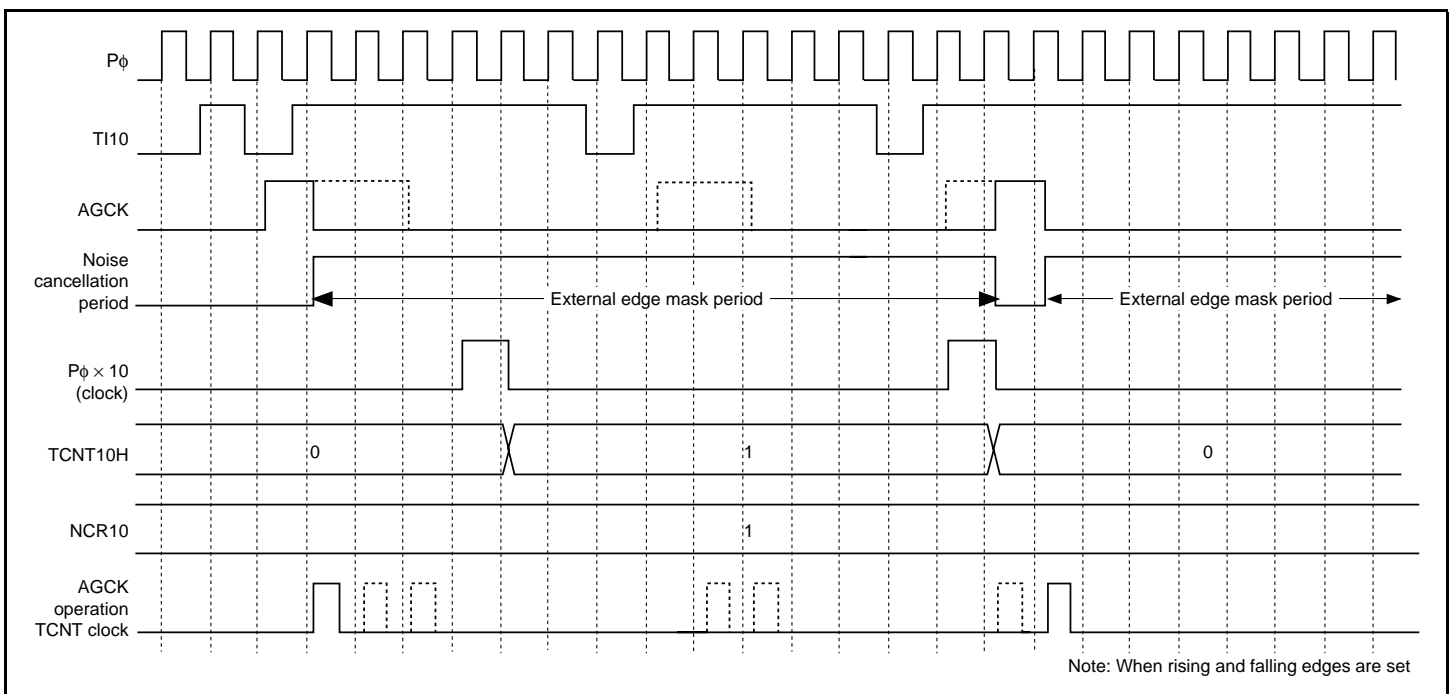 Pφ
TI10
AGCK
Noise
cancellation
period
External edge mask period
External edge mask period
Pφ × 10
(clock)
TCNT10H
0
1
0
NCR10
1
AGCK
operation
TCNT clock
Note: When rising and falling edges are set